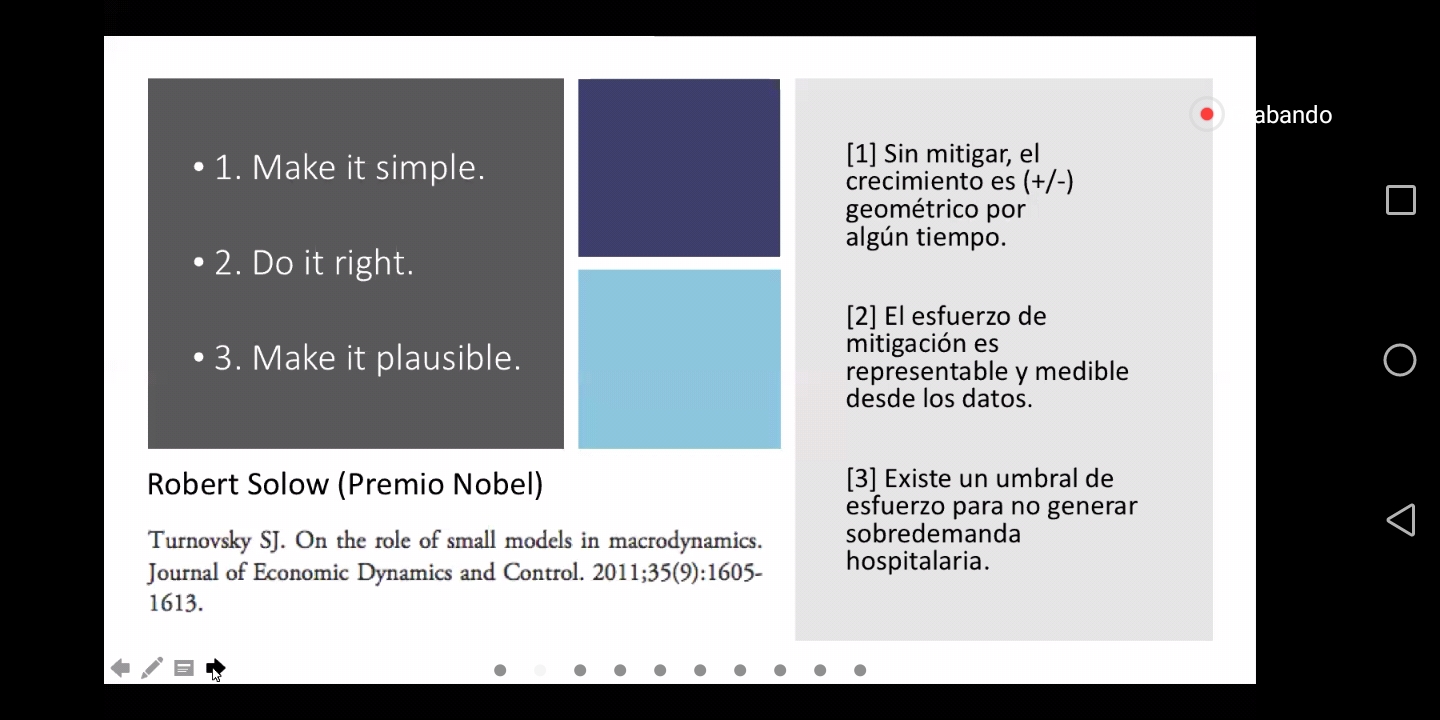 • 1. Make it simple.
• 2. Do it right.
• 3. Make it plausible.
Robert Solow (Premio Nobel)
Turnovsky SJ. On the role of small models in macrodynamics.
Journal of Economic Dynamics and Control. 2011;35(9):1605-
1613.
[1] Sin mitigar, el
crecimiento es (+/-)
geométrico por
algún tiempo.
[2] El esfuerzo de
mitigación es
representable y medible
desde los datos.
[3] Existe un umbral de
esfuerzo para no generar
sobredemanda
hospitalaria.
abando